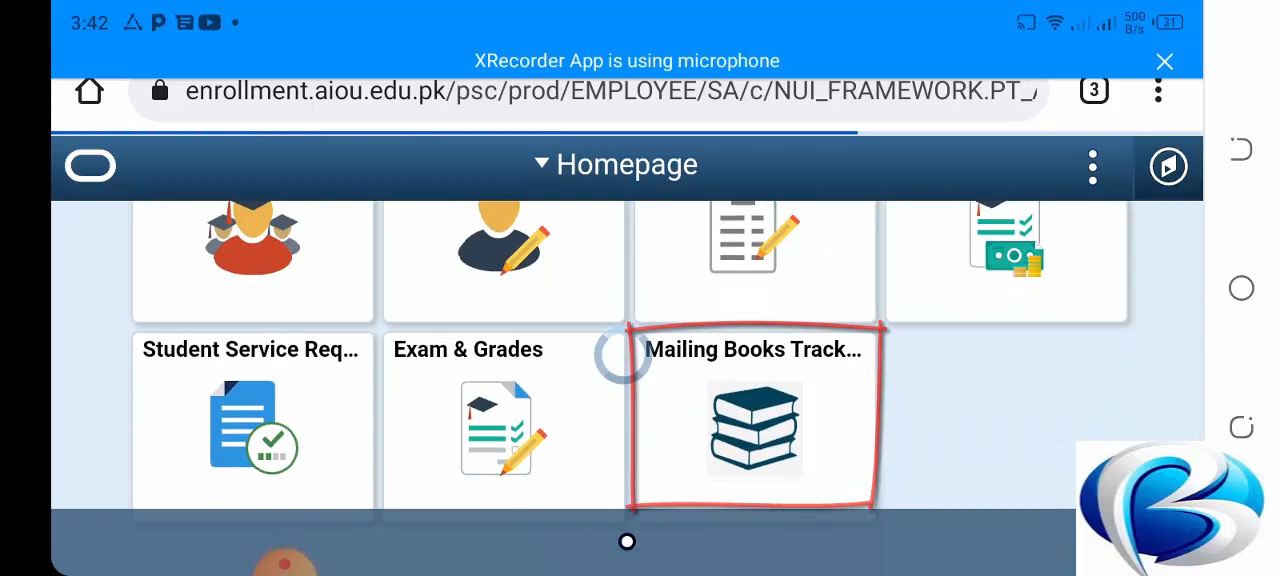 3:42
500
B/s
31
XRecorder App is using microphone
enrollment.aiou.edu.pk/psc/prod/EMPLOYEE/SA/c/NUI_FRAMEWORK.PT_
3
Homepage
Student Service Req...
Exam & Grades
Mailing Books Track...